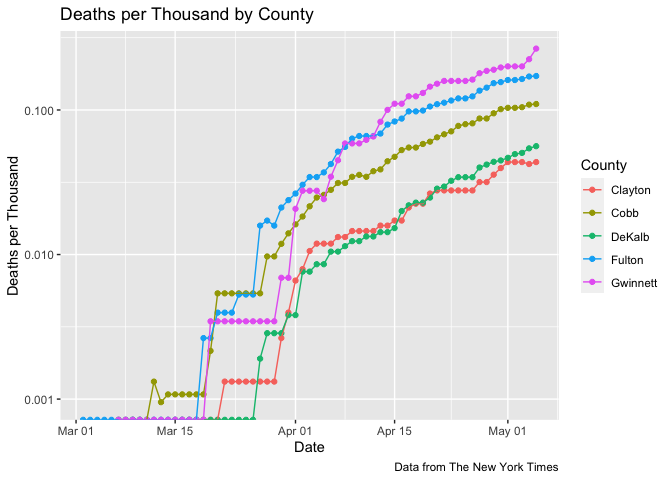 Deaths per Thousand by County
Deaths per Thousand
0.100
0.010
0.001
Mar 01
Mar 15
Apr 01
Apr 15
May 01
Date
County
Clayton
Cobb
DeKalb
Fulton
Gwinnett
Data from The New York Times